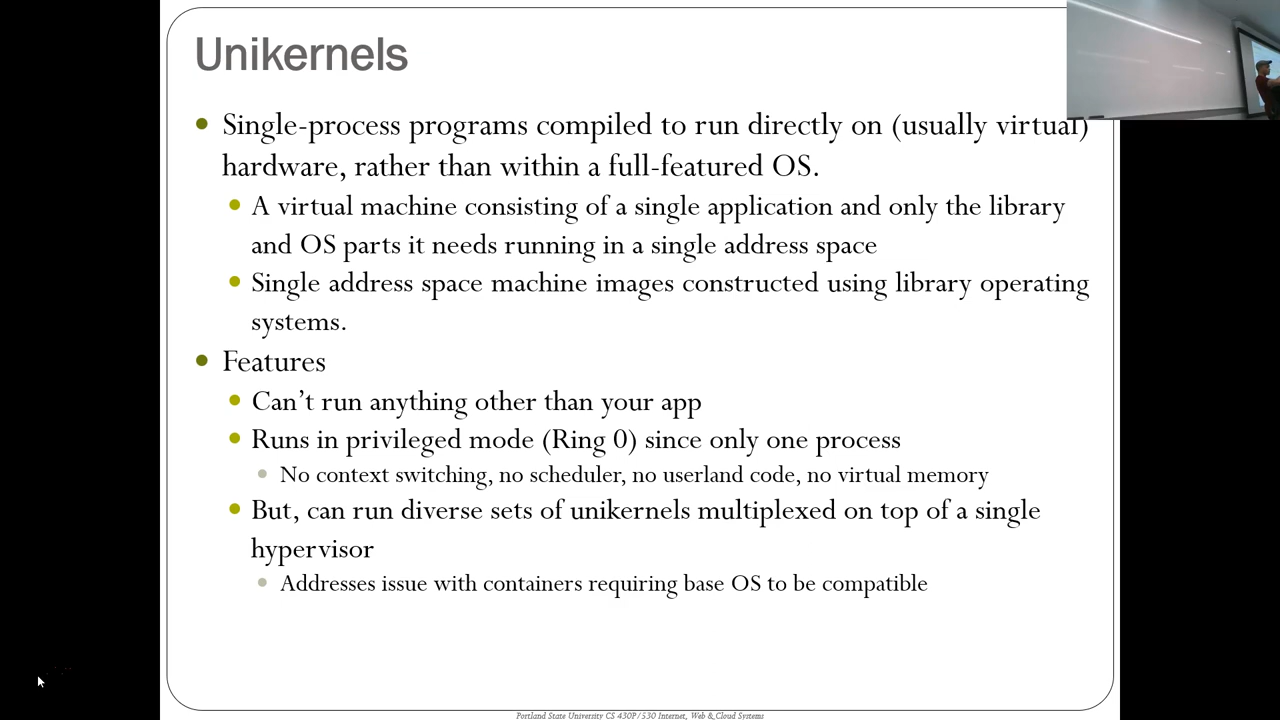 Unikernels
• Single-process programs compiled to run directly on (usually virtual)
hardware, rather than within a full-featured OS.
• A virtual machine consisting of a single application and only the library
and OS parts it needs running in a single address space
• Single address space machine images constructed using library operating
systems.
• Features
• Can't run anything other than your app
• Runs in privileged mode (Ring 0) since only one process
• No context switching, no scheduler, no userland code, no virtual memory
• But, can run diverse sets of unikernels multiplexed on top of a single
hypervisor
• Addresses issue with containers requiring base OS to be compatible
Portland State University CS 430P/530 Internet, Web & Cloud Systems